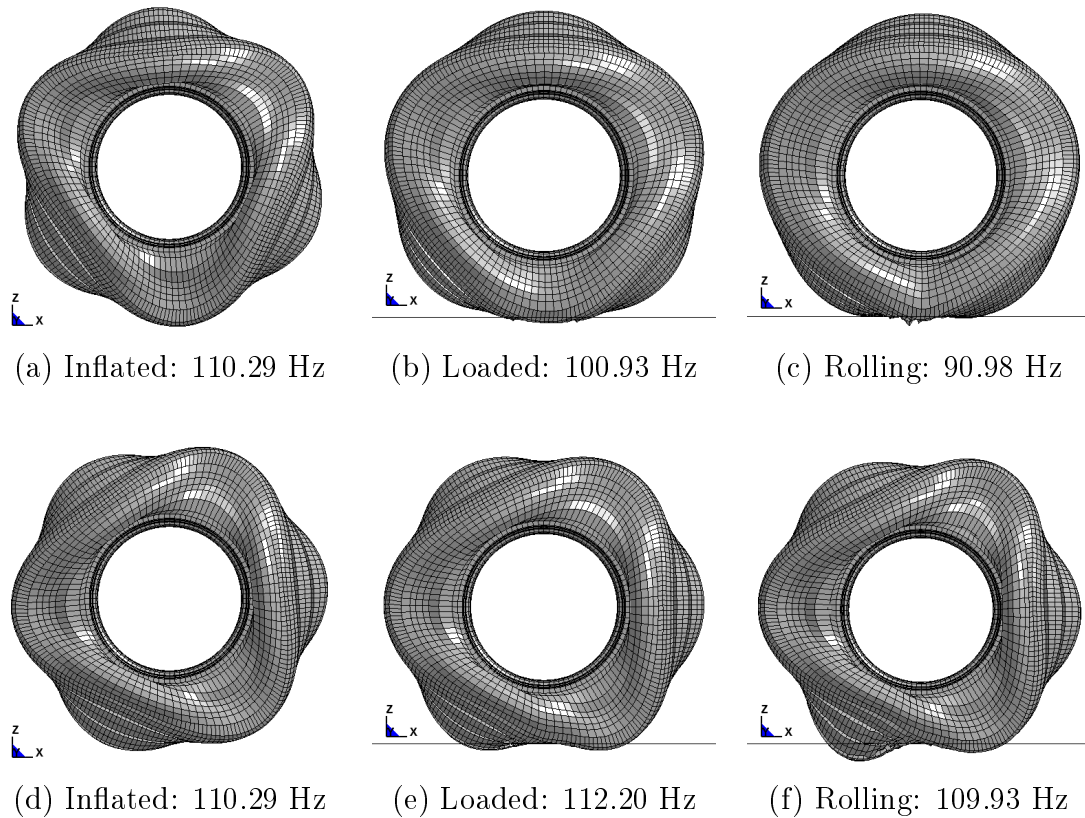 z
x
z
x
z
x
(a) Inflated: 110.29 Hz
(b) Loaded: 100.93 Hz
(c) Rolling: 90.98 Hz
z
x
z
x
z
x
(d) Inflated: 110.29 Hz
(e) Loaded: 112.20 Hz
(f) Rolling: 109.93 Hz